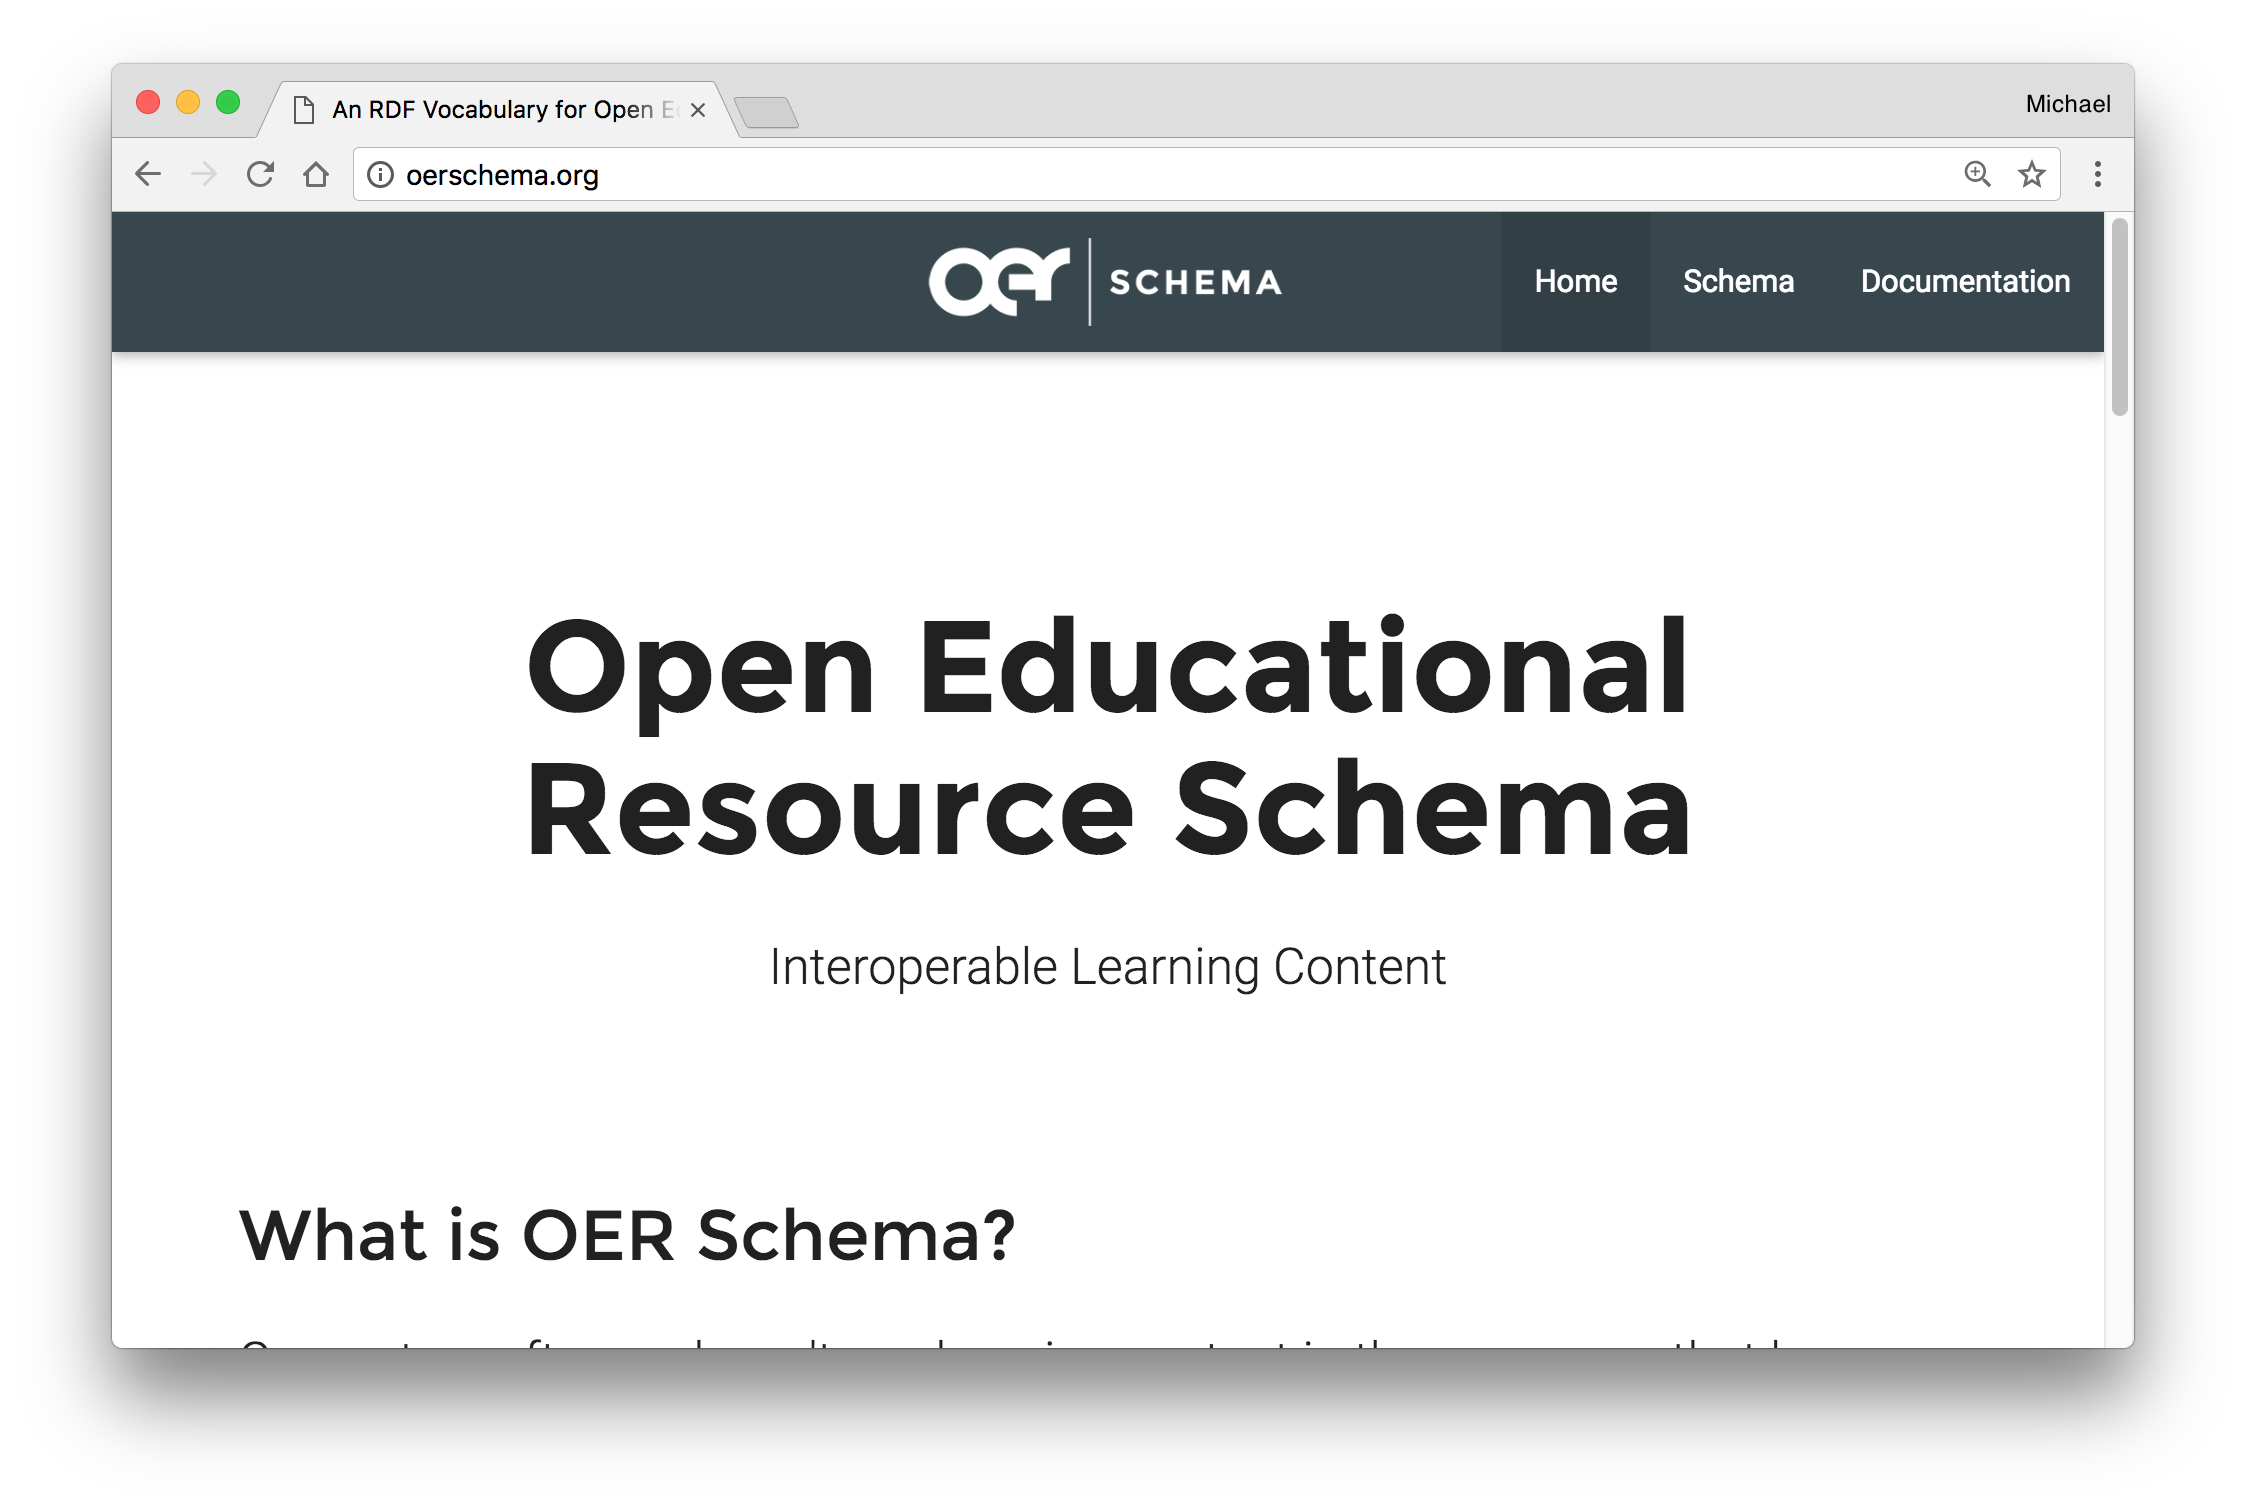 An RDF Vocabulary for Open
Michael
oerschema.org
oer SCHEMA
Home
Schema
Documentation
Open Educational
Resource Schema
Interoperable Learning Content
What is OER Schema?